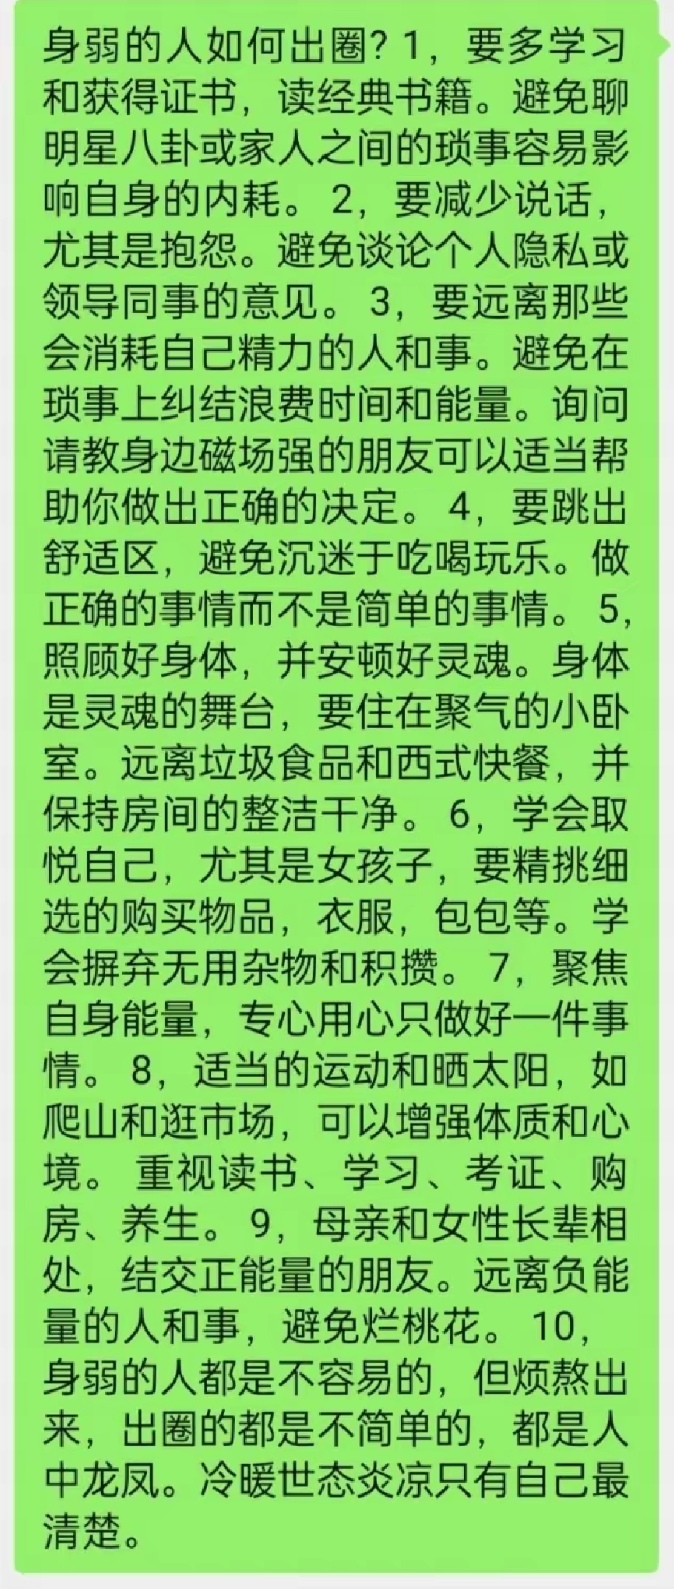 身弱的人如何出圈? 1，要多学习
和获得证书，读经典书籍。避免聊
明星八卦或家人之间的琐事容易影
响自身的内耗。 2，要减少说话，
尤其是抱怨。避免谈论个人隐私或
领导同事的意见。 3，要远离那些
会消耗自己精力的人和事。避免在
琐事上纠结浪费时间和能量。询问
请教身边磁场强的朋友可以适当帮
助你做出正确的决定。 4，要跳出
舒适区，避免沉迷于吃喝玩乐。做
正确的事情而不是简单的事情。 5，
照顾好身体，并安顿好灵魂。身体
是灵魂的舞台，要住在聚气的小卧
室。远离垃圾食品和西式快餐，并
保持房间的整洁干净。 6，学会取
悦自己，尤其是女孩子，要精挑细
选的购买物品，衣服，包包等。学
会摒弃无用杂物和积攒。 7，聚焦
自身能量，专心用心只做好一件事
情。 8，适当的运动和晒太阳，如
爬山和逛市场，可以增强体质和心
境。 重视读书、学习、考证、购
房、养生。 9，母亲和女性长辈相
处，结交正能量的朋友。远离负能
量的人和事，避免烂桃花。 10，
身弱的人都是不容易的，但烦熬出
来，出圈的都是不简单的，都是人
中龙凤。冷暖世态炎凉只有自己最
清楚。